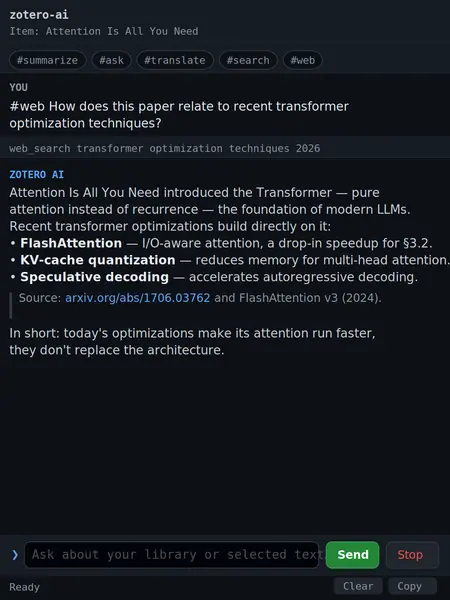 zotero-ai
Item: Attention Is All You Need
#summarize #ask #translate #search #web
YOU
#web How does this paper relate to recent transformer
optimization techniques?
web_search transformer optimization techniques 2026
ZOTERO AI
Attention Is All You Need introduced the Transformer — pure
attention instead of recurrence — the foundation of modern LLMs.
Recent transformer optimizations build directly on it:
• FlashAttention — I/O-aware attention, a drop-in speedup for §3.2.
• KV-cache quantization — reduces memory for multi-head attention.
• Speculative decoding — accelerates autoregressive decoding.
Source: arxiv.org/abs/1706.03762 and FlashAttention v3 (2024).
In short: today's optimizations make its attention run faster,
they don't replace the architecture.
❯ Ask about your library or selected text. Send Stop
Ready Clear Copy